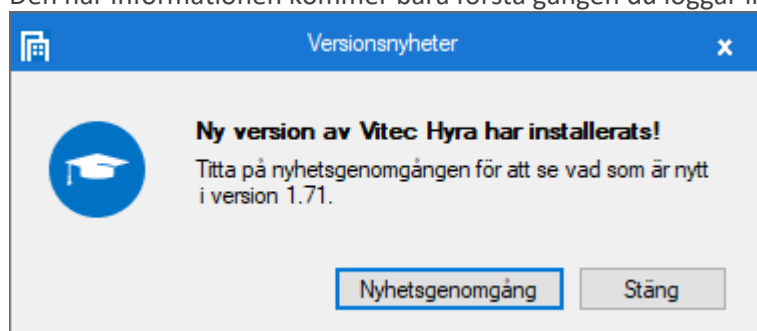 Den här informationen kommer bara första gången du loggar i
Versionsnyheter
Ny version av Vitec Hyra har installerats!
Titta på nyhetsgenomgången för att se vad som är nytt
i version 1.71.
Nyhetsgenomgång
Stäng